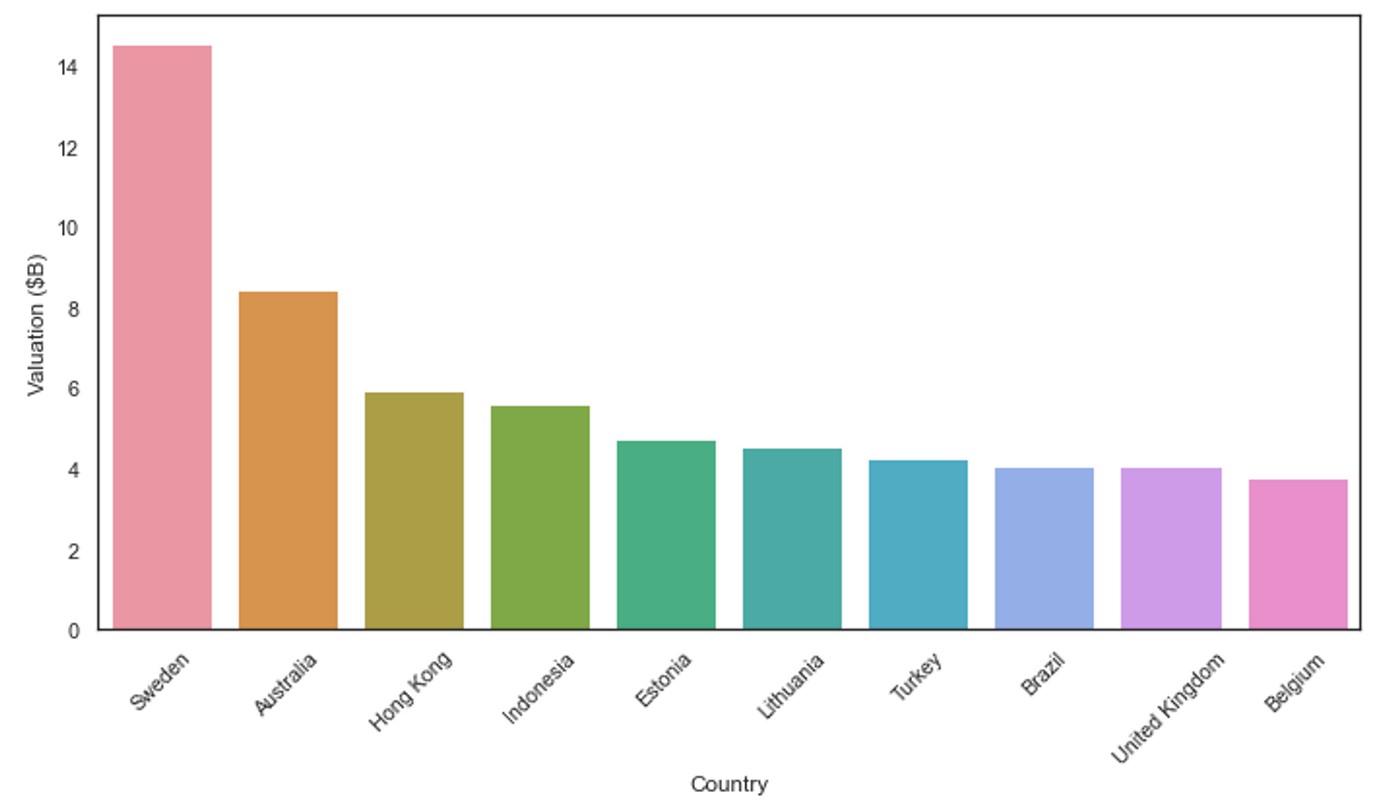 Valuation ($B)
14
12
10
8
6
4
2
0
Sweden
Australia
Hong Kong
Indonesia
Estonia
Lithuania
Turkey
Brazil
United Kingdom
Belgium
Country